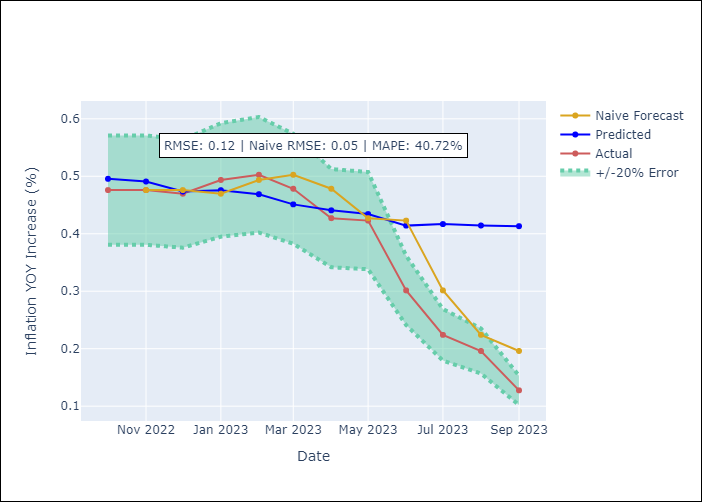 RMSE: 0.12 | Naive RMSE: 0.05 | MAPE: 40.72%
Naive Forecast
Predicted
Actual
+/-20% Error
Inflation YOY Increase (%)
0.6
0.5
0.4
0.3
0.2
0.1
Nov 2022
Jan 2023
Mar 2023
May 2023
Jul 2023
Sep 2023
Date